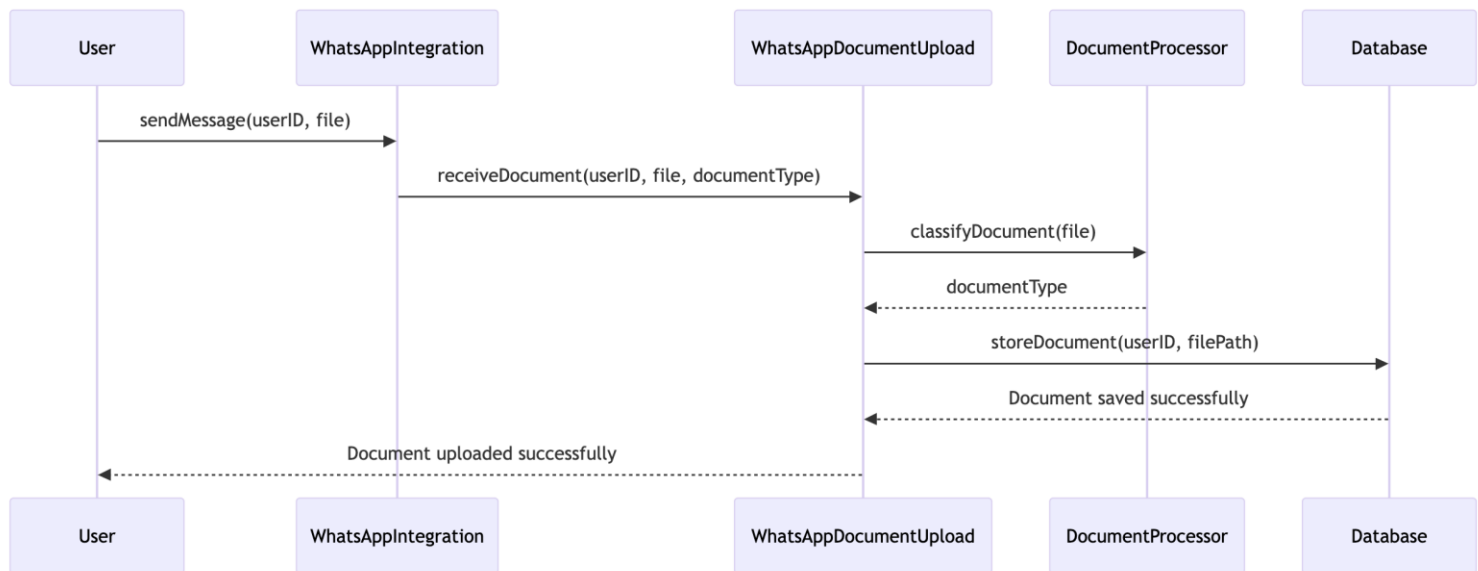 User
WhatsAppIntegration
WhatsAppDocumentUpload
DocumentProcessor
Database
sendMessage(userID, file)
receiveDocument(userID, file, documentType)
classifyDocument(file)
documentType
storeDocument(userID, filePath)
Document saved successfully
Document uploaded successfully
User
WhatsAppIntegration
WhatsAppDocumentUpload
DocumentProcessor
Database